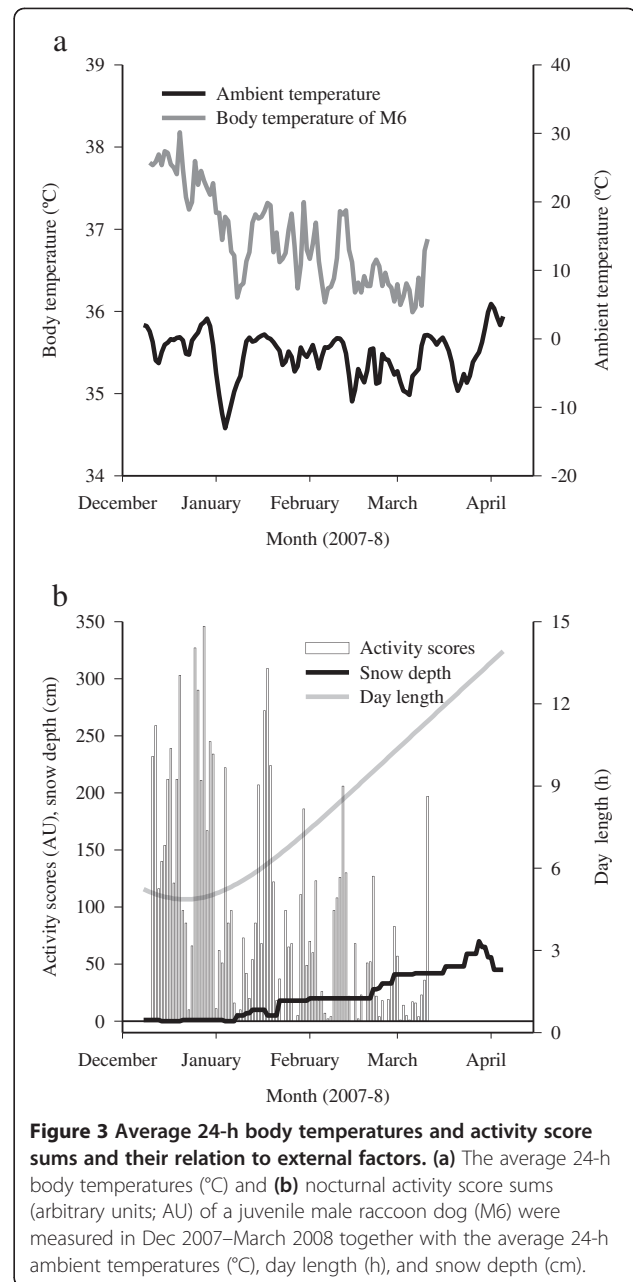 a
39
38
37
36
35
34
Body temperature (ºC)
40
30
20
10
0
-10
-20
Ambient temperature (ºC)
Ambient temperature
Body temperature of M6
December January February March April
Month (2007-8)
b
350
300
250
200
150
100
50
0
Activity scores (AU), snow depth (cm)
15
12
9
6
3
0
Day length (h)
Activity scores
Snow depth
Day length
December January February March April
Month (2007-8)
Figure 3 Average 24-h body temperatures and activity score
sums and their relation to external factors. (a) The average 24-h
body temperatures (°C) and (b) nocturnal activity score sums
(arbitrary units; AU) of a juvenile male raccoon dog (M6) were
measured in Dec 2007–March 2008 together with the average 24-h
ambient temperatures (°C), day length (h), and snow depth (cm).